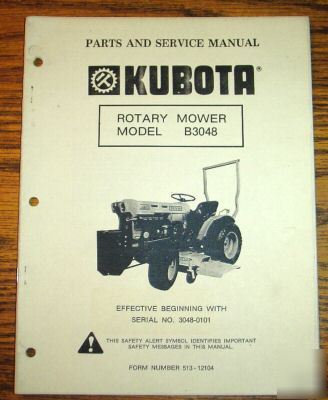 PARTS AND SERVICE MANUAL
KUBOTA®
ROTARY MOWER
MODEL B3048
EFFECTIVE BEGINNING WITH
SERIAL NO. 3048-0101
THIS SAFETY ALERT SYMBOL IDENTIFIES IMPORTANT
SAFETY MESSAGES IN THIS MANUAL.
FORM NUMBER 513-12104